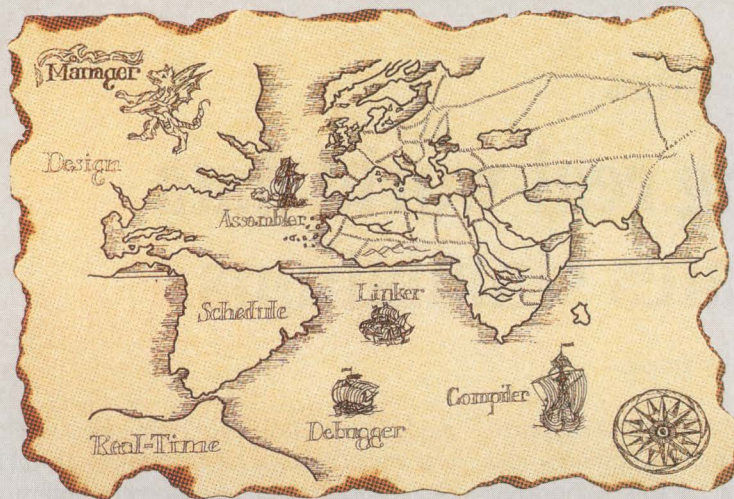 Manager
Design
Assembler
Schedule
Linker
Compiler
Debugger
Real-Time